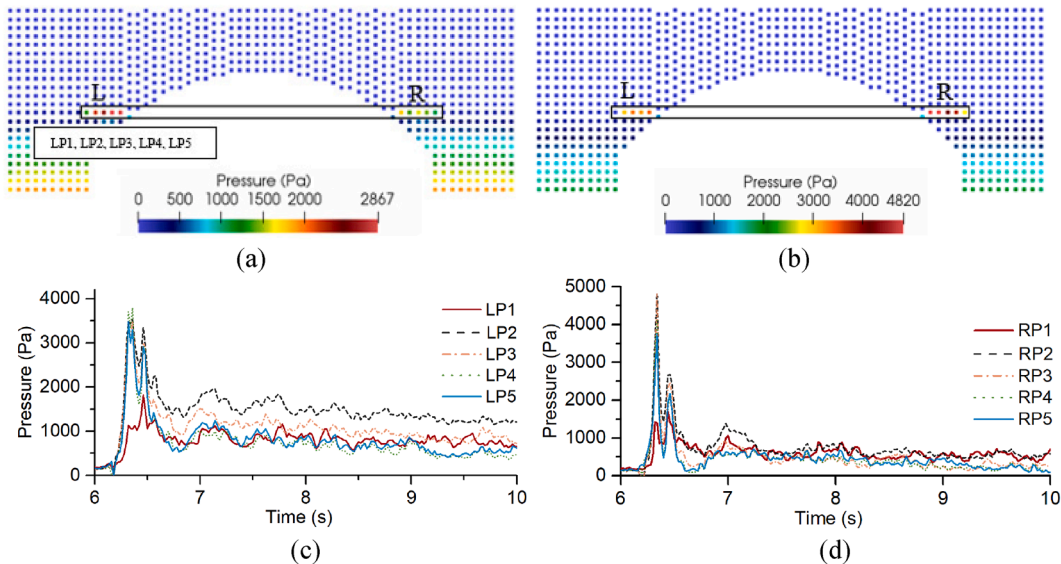 L
R
LP1, LP2, LP3, LP4, LP5
Pressure (Pa)
0 500 1000 1500 2000 2867
(a)
L
R
Pressure (Pa)
0 1000 2000 3000 4000 4820
(b)
4000
3000
2000
1000
0
Pressure (Pa)
LP1
LP2
LP3
LP4
LP5
6 7 8 9 10
Time (s)
(c)
5000
4000
3000
2000
1000
0
Pressure (Pa)
RP1
RP2
RP3
RP4
RP5
6 7 8 9 10
Time (s)
(d)